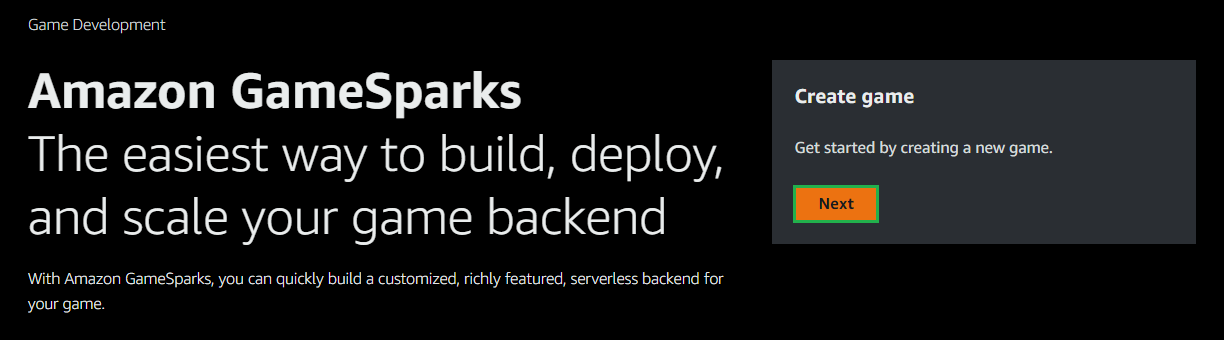 Game Development
Amazon GameSparks
The easiest way to build, deploy,
and scale your game backend
With Amazon GameSparks, you can quickly build a customized, richly featured, serverless backend for
your game.
Create game
Get started by creating a new game.
Next